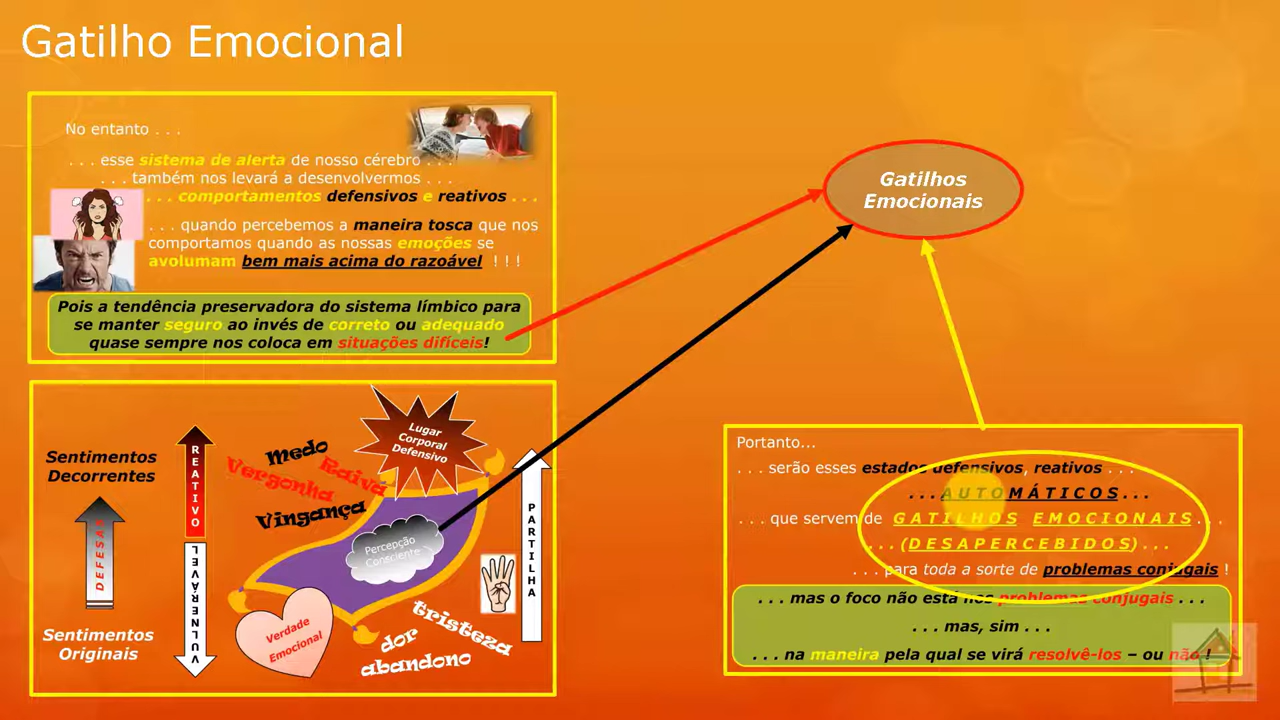 Gatilho Emocional
No entanto . . .
. . . esse sistema de alerta de nosso cérebro . . .
. . . também nos levará a desenvolvermos . . .
. . . comportamentos defensivos e reativos . . .
. . . quando percebemos a maneira tosca que nos
comportamos quando as nossas emoções se
avolumam bem mais acima do razoável ! ! !
Pois a tendência preservadora do sistema límbico para
se manter seguro ao invés de correto ou adequado
quase sempre nos coloca em situações difíceis!
Gatilhos
Emocionais
Sentimentos
Decorrentes
DEFESAS
Sentimentos
Originais
REATIVO
VULNERÁVEL
Medo
Raiva
Vergonha
Vingança
Lugar
Corporal
Defensivo
Percepção
Consciente
Verdade
Emocional
tristeza
dor
abandono
PARTILHA
Portanto...
. . . serão esses estados defensivos, reativos . . .
. . . AUTOMÁTICOS . . .
. . . que servem de GATILHOS EMOCIONAIS . . .
. . . (DESAPERCEBIDOS) . . .
. . . para toda a sorte de problemas conjugais !
. . . mas o foco não está nos problemas conjugais . . .
. . . mas, sim . . .
. . . na maneira pela qual se virá resolvê-los – ou não !